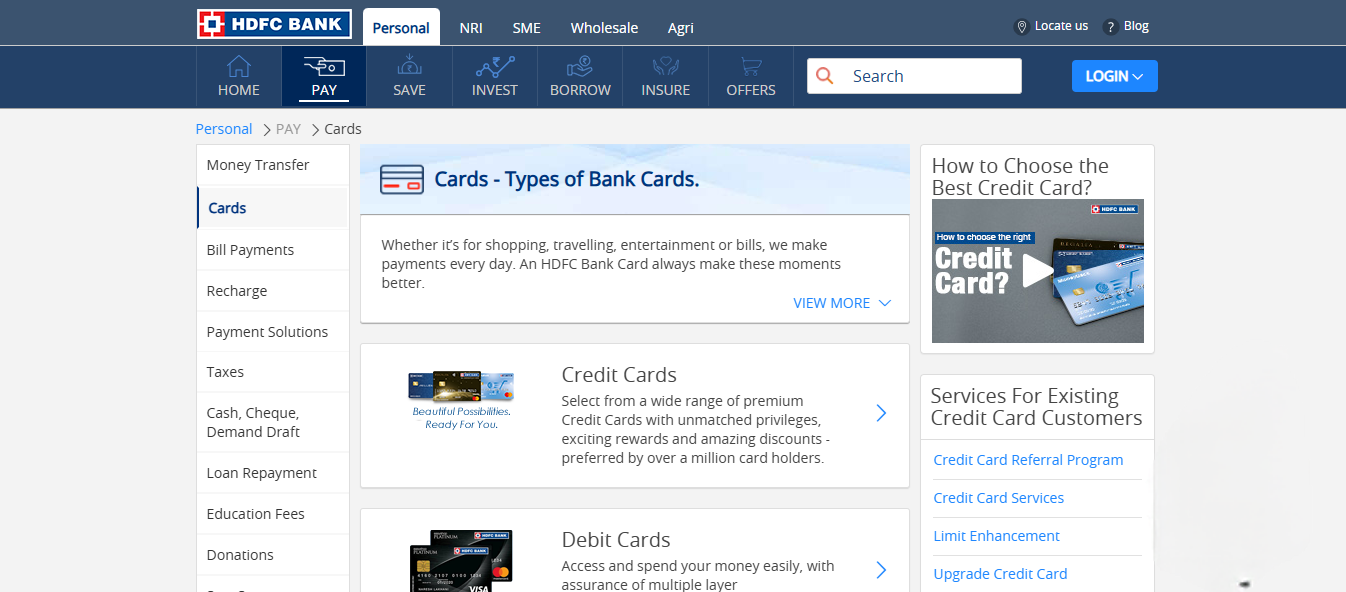 HDFC BANK
Personal
NRI
SME
Wholesale
Agri
Locate us
? Blog
HOME
PAY
SAVE
INVEST
BORROW
INSURE
OFFERS
Search
LOGIN
Personal > PAY > Cards
Money Transfer
Cards
Bill Payments
Recharge
Payment Solutions
Taxes
Cash, Cheque,
Demand Draft
Loan Repayment
Education Fees
Donations
Cards - Types of Bank Cards.
Whether it's for shopping, travelling, entertainment or bills, we make
payments every day. An HDFC Bank Card always make these moments
better.
VIEW MORE
Beautiful Possibilities.
Ready For You.
Credit Cards
Select from a wide range of premium
Credit Cards with unmatched privileges,
exciting rewards and amazing discounts -
preferred by over a million card holders.
PLATINUM
HDFC BANK
PLATINUM
HDFC BANK
VISA
Debit Cards
Access and spend your money easily, with
assurance of multiple layer
How to Choose the
Best Credit Card?
HDFC BANK
How to choose the right
Credit
Card?
REGALIA
Services For Existing
Credit Card Customers
Credit Card Referral Program
Credit Card Services
Limit Enhancement
Upgrade Credit Card